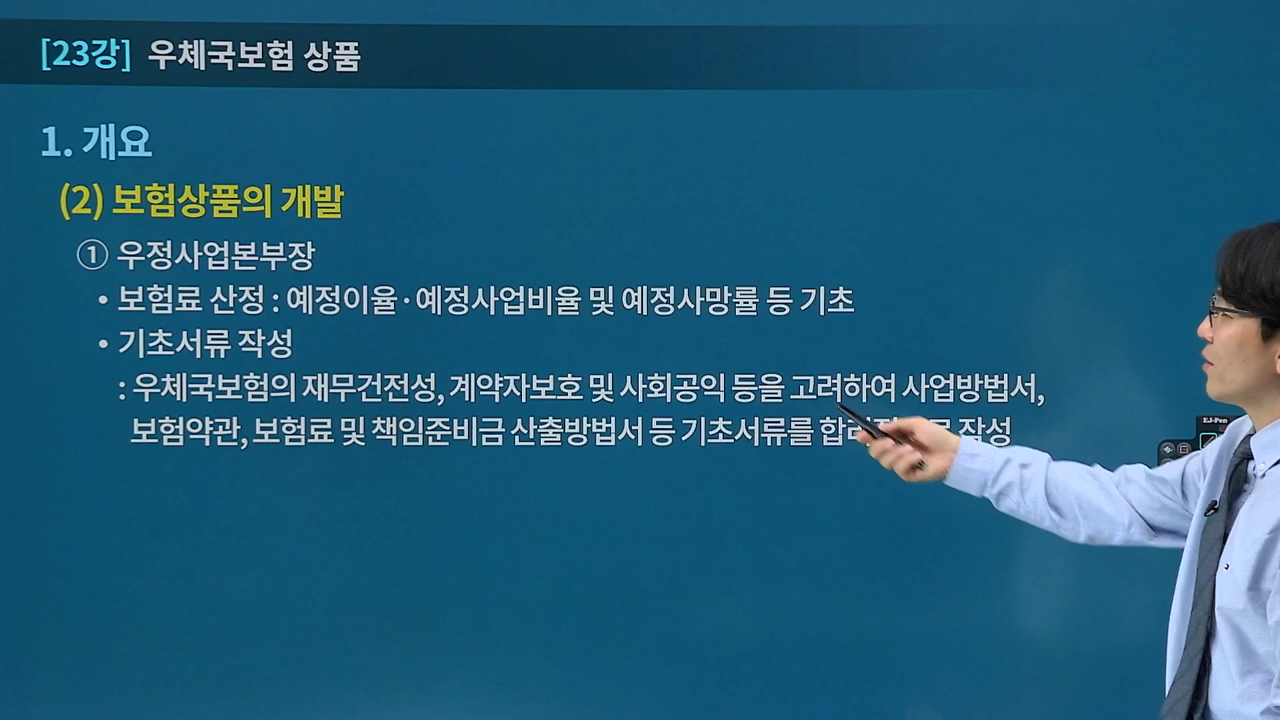 [23강] 우체국보험 상품
1. 개요
(2) 보험상품의 개발
① 우정사업본부장
• 보험료 산정 : 예정이율·예정사업비율 및 예정사망률 등 기초
• 기초서류 작성
: 우체국보험의 재무건전성, 계약자보호 및 사회공익 등을 고려하여 사업방법서,
보험약관, 보험료 및 책임준비금 산출방법서 등 기초서류를 작성
EJ-Pen